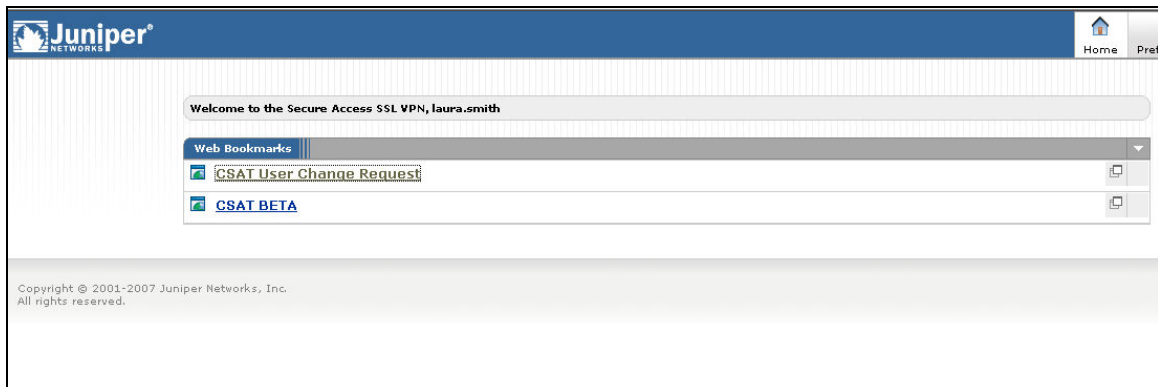 Juniper®
NETWORKS
Home
Pref
Welcome to the Secure Access SSL VPN, laura.smith
Web Bookmarks
CSAT User Change Request
CSAT BETA
Copyright © 2001-2007 Juniper Networks, Inc.
All rights reserved.